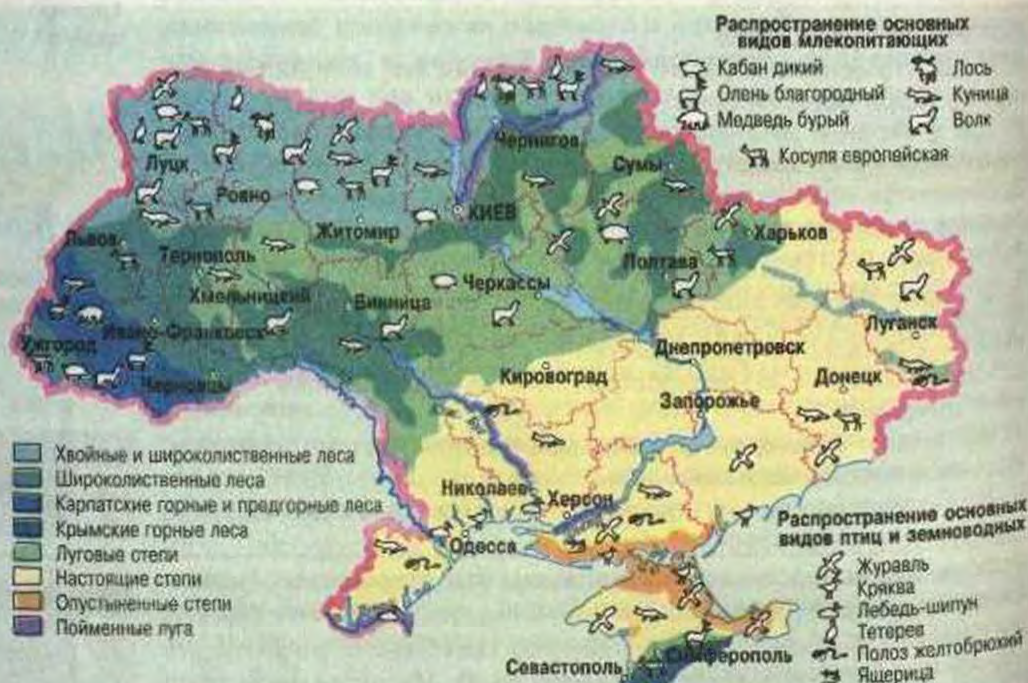 Распространение основных
видов млекопитающих
Кабан дикий
Лось
Олень благородный
Куница
Медведь бурый
Волк
Косуля европейская
Чернигов
Сумы
Луцк
Ровно
КИЕВ
Житомир
Харьков
Львов
Тернополь
Полтава
Хмельницкий
Винница
Черкассы
Луганск
Ивано-Франковск
Ужгород
Днепропетровск
Черновцы
Кировоград
Донецк
Запорожье
Николаев
Херсон
Одесса
Симферополь
Севастополь
Хвойные и широколиственные леса
Широколиственные леса
Карпатские горные и предгорные леса
Крымские горные леса
Луговые степи
Настоящие степи
Опустыненные степи
Пойменные луга
Распространение основных
видов птиц и земноводных
Журавль
Кряква
Лебедь-шипун
Тетерев
Полоз желтобрюхий
Ящерица